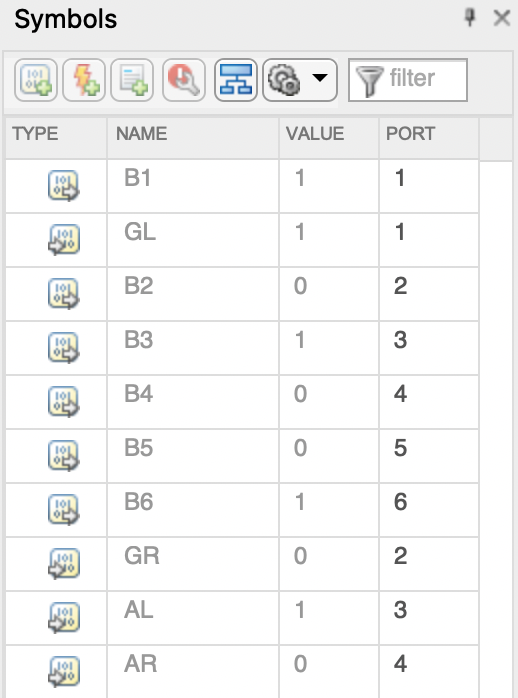 Symbols
filter
TYPE NAME VALUE PORT
B1 1 1
GL 1 1
B2 0 2
B3 1 3
B4 0 4
B5 0 5
B6 1 6
GR 0 2
AL 1 3
AR 0 4